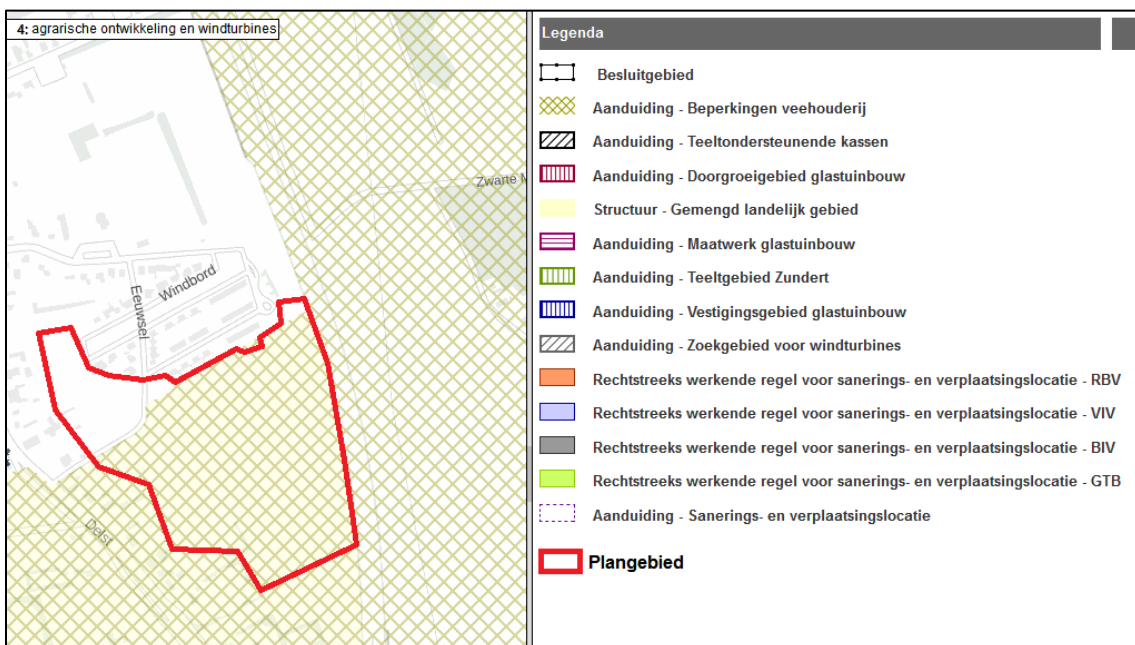 4: agrarische ontwikkeling en windturbines
Zwarte M
Windbord
Eeuwsel
Delst
Legenda
Besluitgebied
Aanduiding - Beperkingen veehouderij
Aanduiding - Teeltondersteunende kassen
Aanduiding - Doorgroeigebied glastuinbouw
Structuur - Gemengd landelijk gebied
Aanduiding - Maatwerk glastuinbouw
Aanduiding - Teeltgebied Zundert
Aanduiding - Vestigingsgebied glastuinbouw
Aanduiding - Zoekgebied voor windturbines
Rechtstreeks werkende regel voor sanerings- en verplaatsingslocatie - RBV
Rechtstreeks werkende regel voor sanerings- en verplaatsingslocatie - VIV
Rechtstreeks werkende regel voor sanerings- en verplaatsingslocatie - BIV
Rechtstreeks werkende regel voor sanerings- en verplaatsingslocatie - GTB
Aanduiding - Sanerings- en verplaatsingslocatie
Plangebied